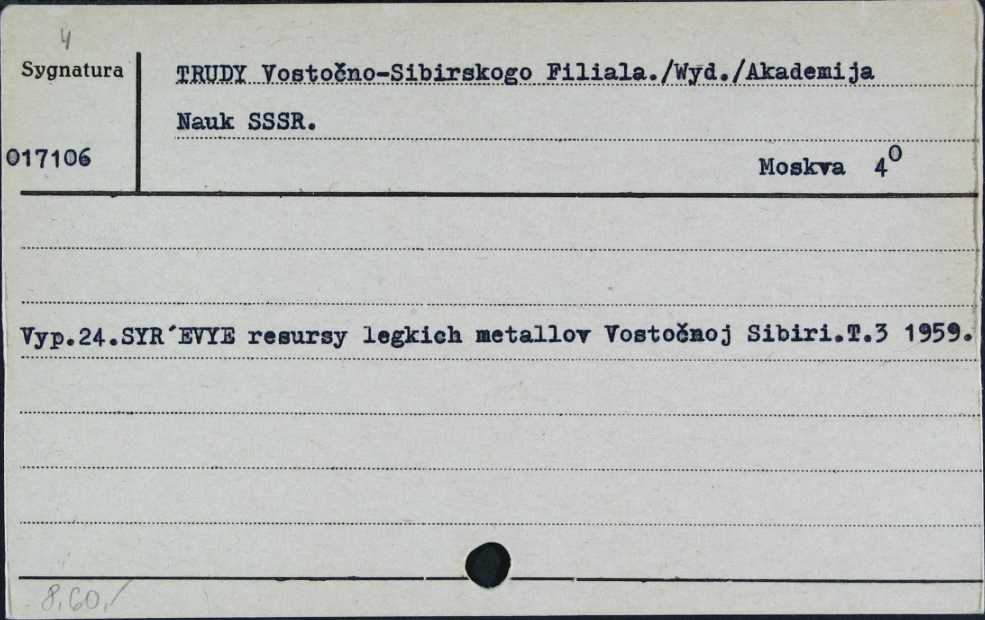 4
Sygnatura
TRUDY Vostočno-Sibirskogo Filiala./Wyd./Akademija
Nauk SSSR.
017106
Moskva 4⁰
Vyp.24.SYR´EVYE resursy legkich metallov Vostočnoj Sibiri.T.3 1959.
8,60,-